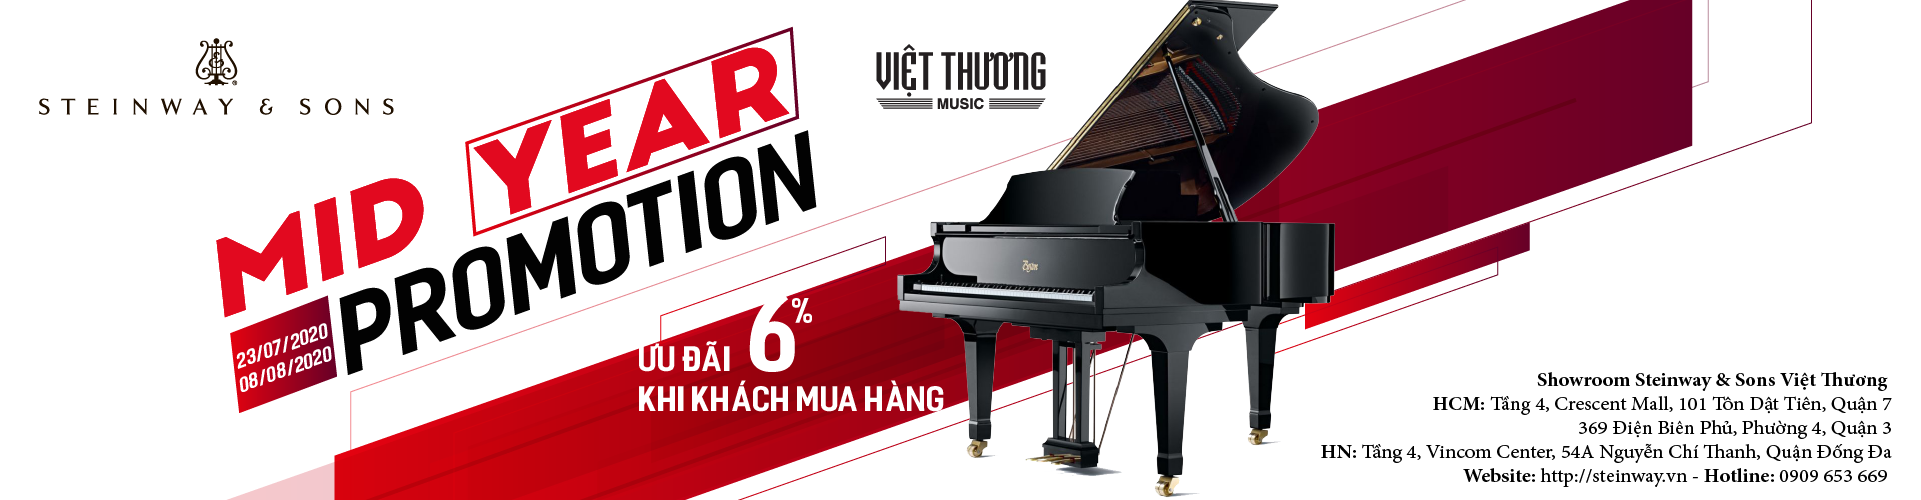 STEINWAY & SONS
MID YEAR
PROMOTION
23/07/2020
08/08/2020
VIỆT THƯƠNG
MUSIC
ƯU ĐÃI 6%
KHI KHÁCH MUA HÀNG
Boston
Showroom Steinway & Sons Việt Thương
HCM: Tầng 4, Crescent Mall, 101 Tôn Dật Tiên, Quận 7
369 Điện Biên Phủ, Phường 4, Quận 3
HN: Tầng 4, Vincom Center, 54A Nguyễn Chí Thanh, Quận Đống Đa
Website: http://steinway.vn - Hotline: 0909 653 669